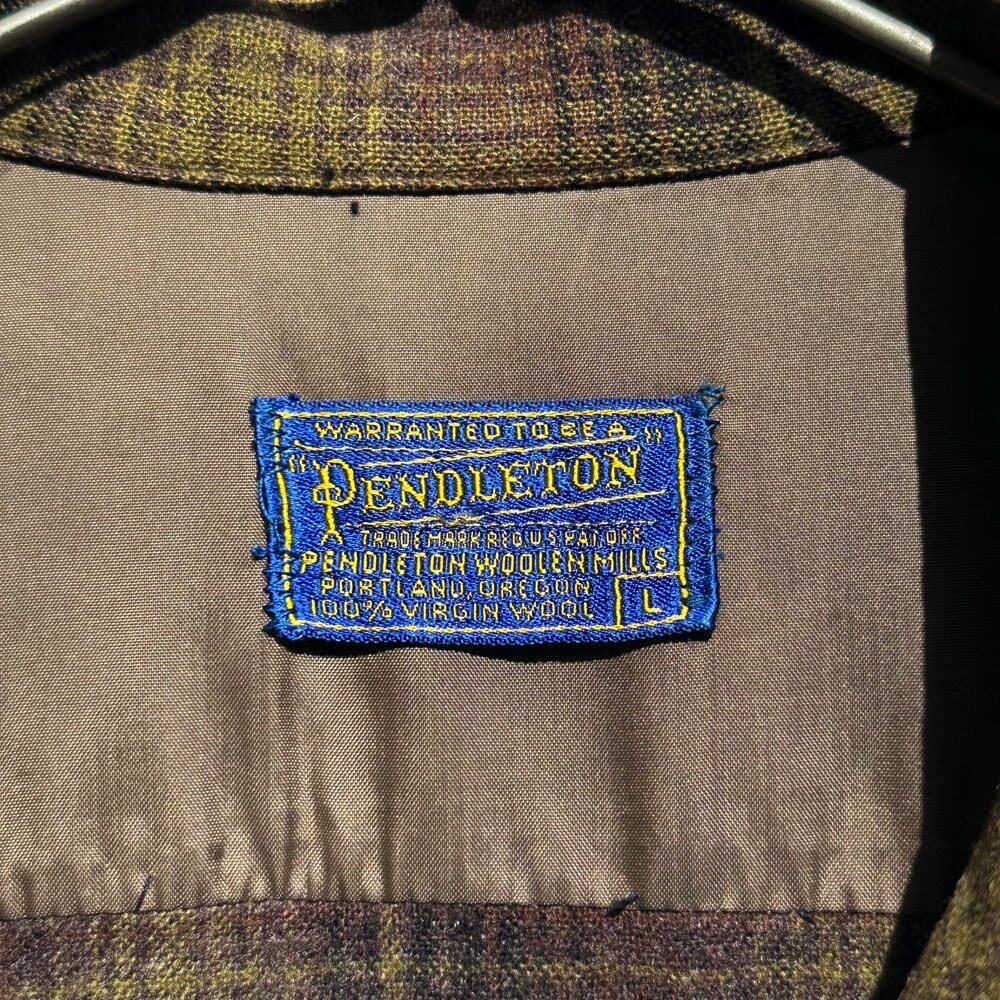 WARRANTED TO BE A
"PENDLETON"
TRADE MARK REG U S PAT. OFF.
PENDLETON WOOLEN MILLS
PORTLAND, OREGON
100% VIRGIN WOOL L